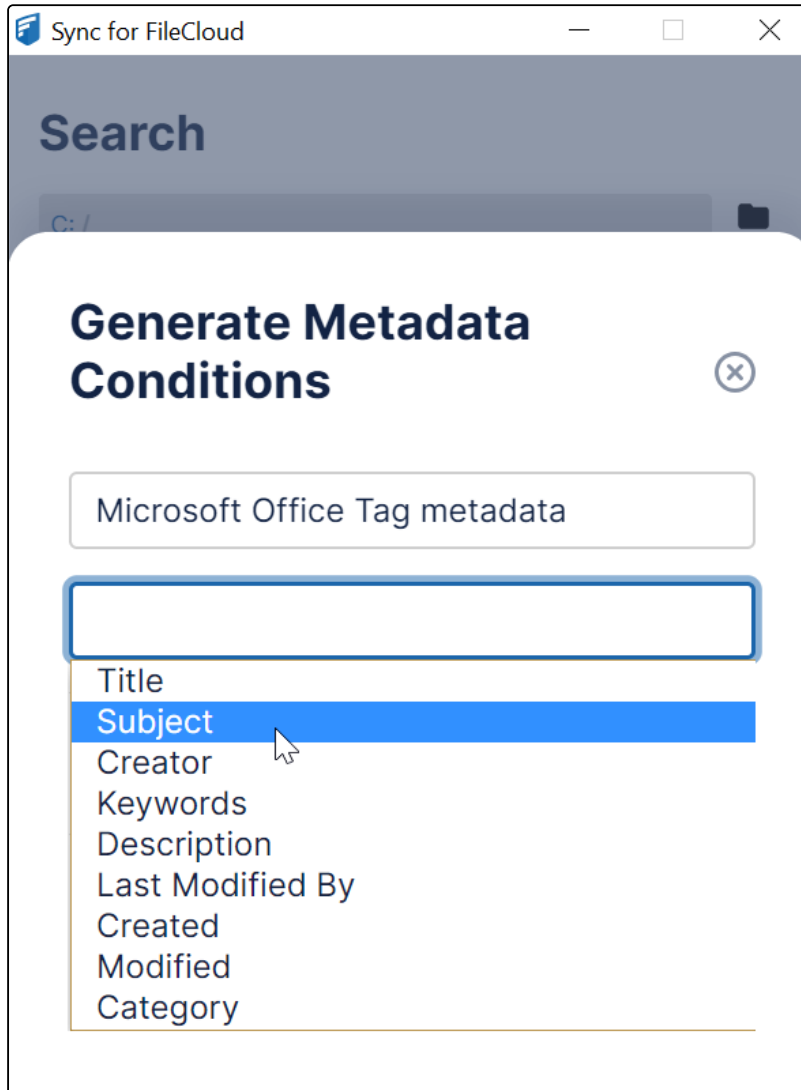 Sync for FileCloud
Search
C: /
Generate Metadata
Conditions
Microsoft Office Tag metadata
Title
Subject
Creator
Keywords
Description
Last Modified By
Created
Modified
Category